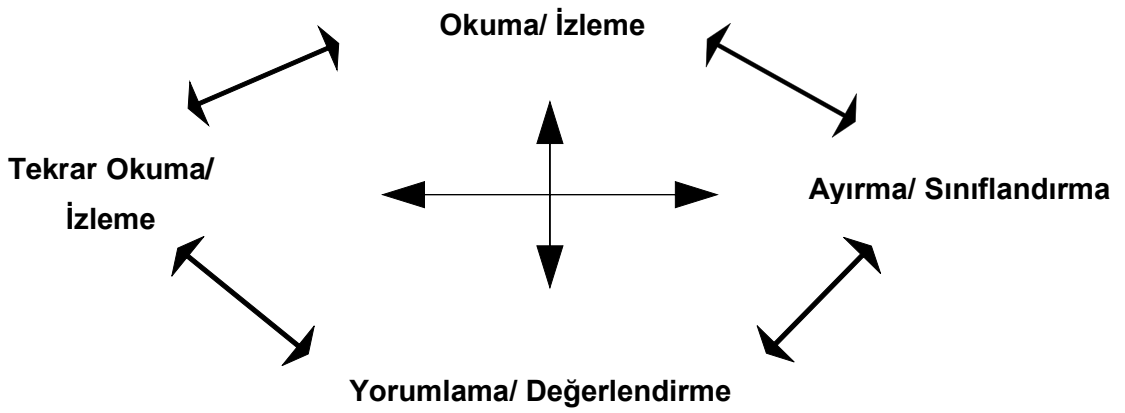 Okuma/ İzleme
Tekrar Okuma/
İzleme
Ayırma/ Sınıflandırma
Yorumlama/ Değerlendirme